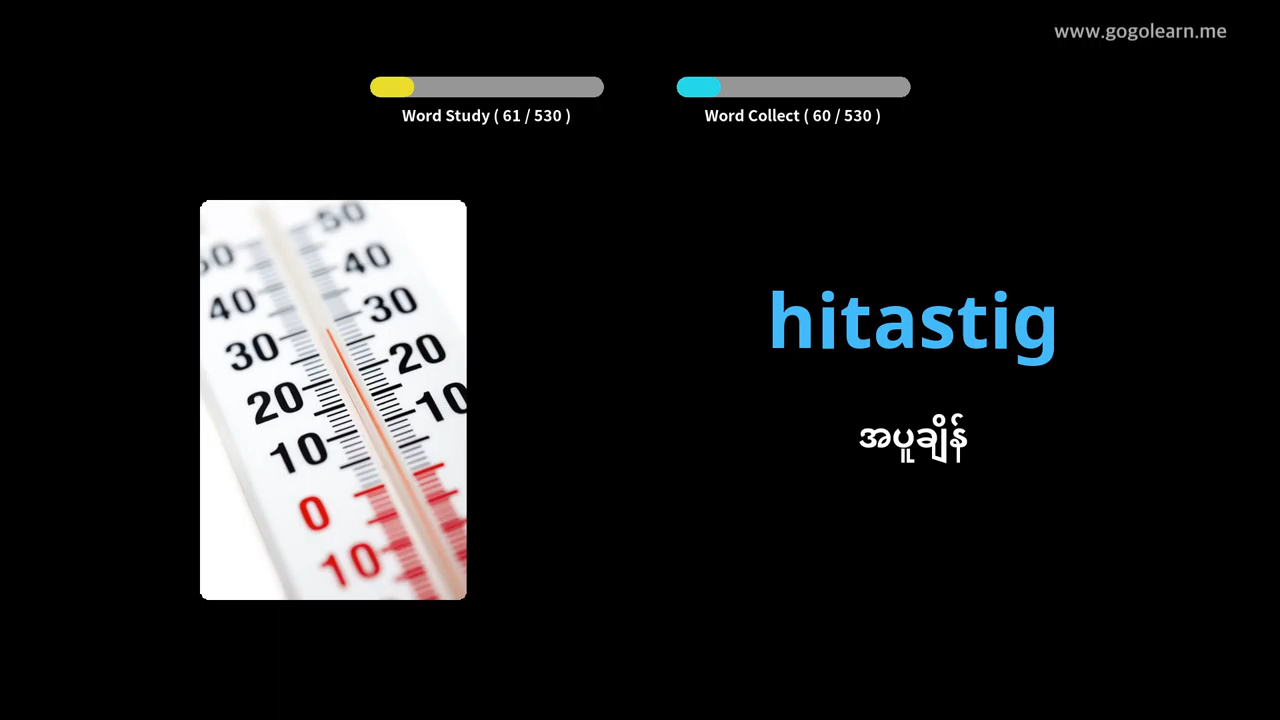 www.gogolearn.me
Word Study ( 61 / 530 )
Word Collect ( 60 / 530 )
50
40
40
30
30
20
20
10
10
0
10
hitastig
အပူချိန်